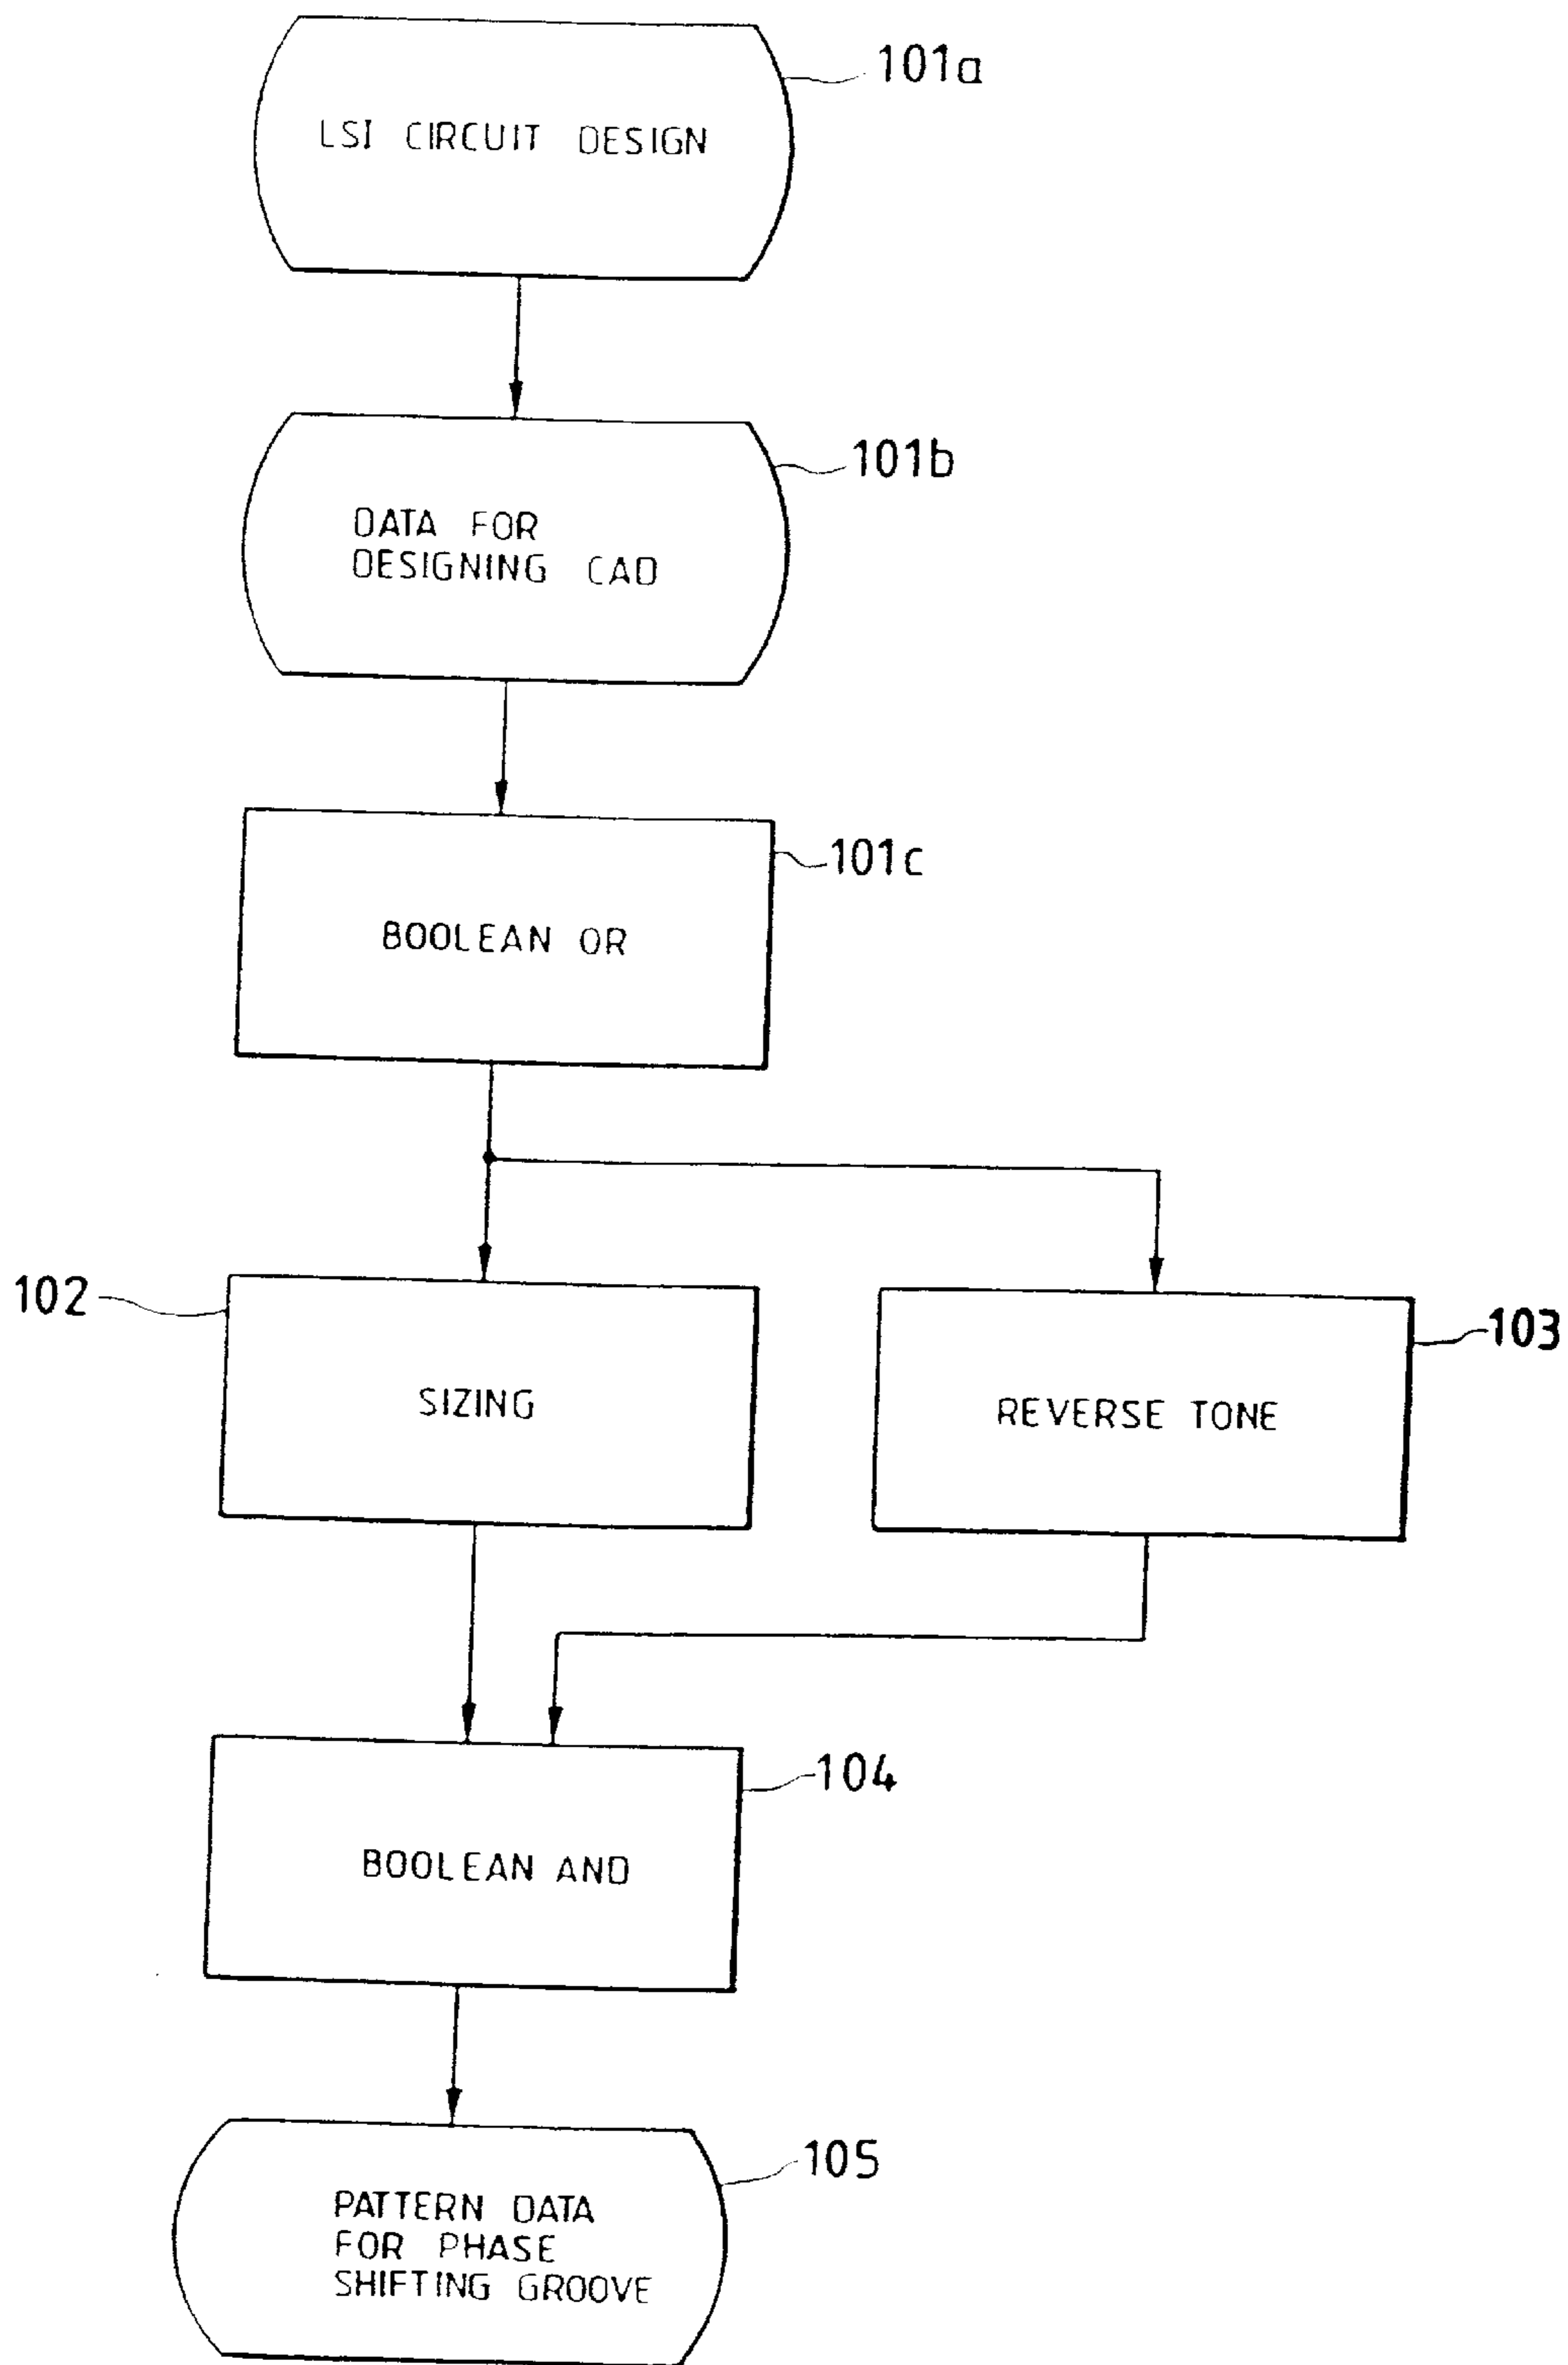 101a
LSI CIRCUIT DESIGN
101b
DATA FOR
DESIGNING CAD
101c
BOOLEAN OR
102
103
SIZING
REVERSE TONE
104
BOOLEAN AND
105
PATTERN DATA
FOR PHASE
SHIFTING GROOVE